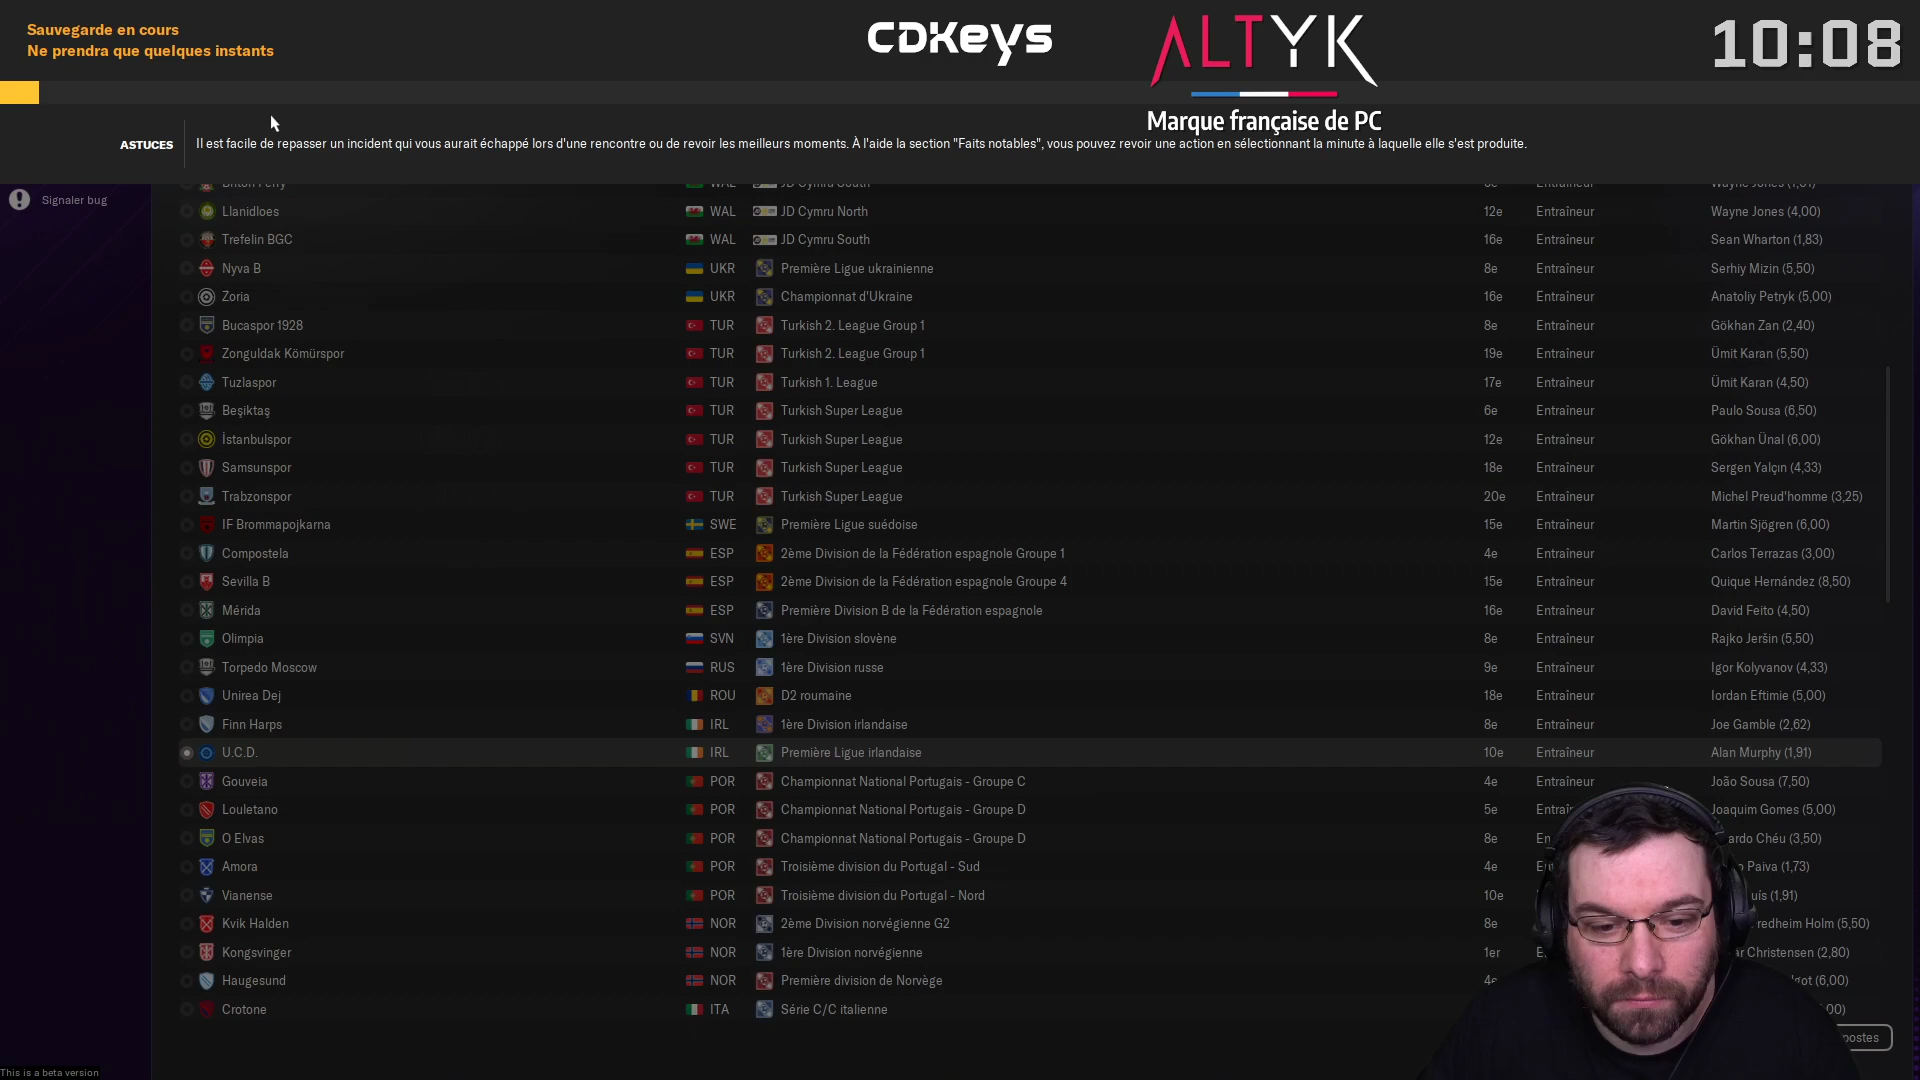 Sauvegarde en cours
Ne prendra que quelques instants
CDKeys
ALTYK
Marque française de PC
10:08
ASTUCES
Il est facile de repasser un incident qui vous aurait échappé lors d'une rencontre ou de revoir les meilleurs moments. À l'aide la section "Faits notables", vous pouvez revoir une action en sélectionnant la minute à laquelle elle s'est produite.
Signaler bug
Llanidloes WAL JD Cymru North 12e Entraîneur Wayne Jones (4,00)
Trefelin BGC WAL JD Cymru South 16e Entraîneur Sean Wharton (1,83)
Nyva B UKR Première Ligue ukrainienne 8e Entraîneur Serhiy Mizin (5,50)
Zoria UKR Championnat d'Ukraine 16e Entraîneur Anatoliy Petryk (5,00)
Bucaspor 1928 TUR Turkish 2. League Group 1 8e Entraîneur Gökhan Zan (2,40)
Zonguldak Kömürspor TUR Turkish 2. League Group 1 19e Entraîneur Ümit Karan (5,50)
Tuzlaspor TUR Turkish 1. League 17e Entraîneur Ümit Karan (4,50)
Beşiktaş TUR Turkish Super League 6e Entraîneur Paulo Sousa (6,50)
İstanbulspor TUR Turkish Super League 12e Entraîneur Gökhan Ünal (6,00)
Samsunspor TUR Turkish Super League 18e Entraîneur Sergen Yalçın (4,33)
Trabzonspor TUR Turkish Super League 20e Entraîneur Michel Preud'homme (3,25)
IF Brommapojkarna SWE Première Ligue suédoise 15e Entraîneur Martin Sjögren (6,00)
Compostela ESP 2ème Division de la Fédération espagnole Groupe 1 4e Entraîneur Carlos Terrazas (3,00)
Sevilla B ESP 2ème Division de la Fédération espagnole Groupe 4 15e Entraîneur Quique Hernández (8,50)
Mérida ESP Première Division B de la Fédération espagnole 16e Entraîneur David Feito (4,50)
Olimpia SVN 1ère Division slovène 8e Entraîneur Rajko Jeršin (5,50)
Torpedo Moscow RUS 1ère Division russe 9e Entraîneur Igor Kolyvanov (4,33)
Unirea Dej ROU D2 roumaine 18e Entraîneur Iordan Eftimie (5,00)
Finn Harps IRL 1ère Division irlandaise 8e Entraîneur Joe Gamble (2,62)
U.C.D. IRL Première Ligue irlandaise 10e Entraîneur Alan Murphy (1,91)
Gouveia POR Championnat National Portugais - Groupe C 4e Entraîneur João Sousa (7,50)
Louletano POR Championnat National Portugais - Groupe D 5e Joaquim Gomes (5,00)
O Elvas POR Championnat National Portugais - Groupe D 8e Chéu (3,50)
Amora POR Troisième division du Portugal - Sud 4e Paiva (1,73)
Vianense POR Troisième division du Portugal - Nord 10e (1,91)
Kvik Halden NOR 2ème Division norvégienne G2 8e Holm (5,50)
Kongsvinger NOR 1ère Division norvégienne 1er Christensen (2,80)
Haugesund NOR Première division de Norvège (6,00)
Crotone ITA Série C/C italienne
postes
This is a beta version